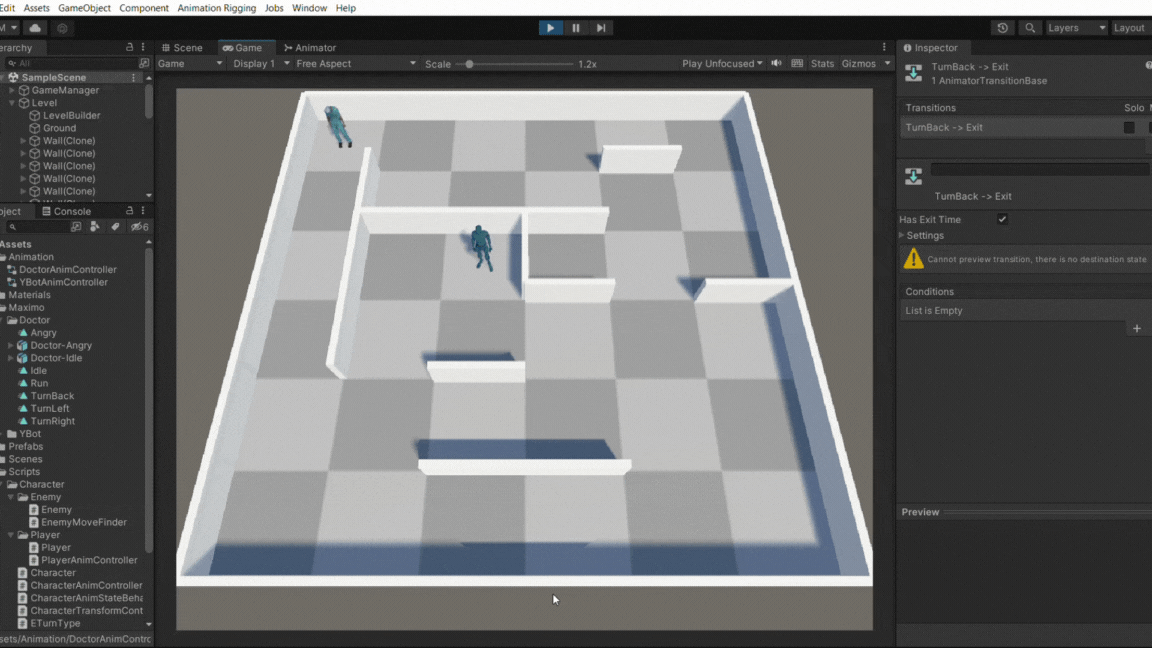 Edit Assets GameObject Component Animation Rigging Jobs Window Help
Layers Layout
erarchy
Scene Game Animator
Inspector
All
Game Display 1 Free Aspect Scale 1.2x Play Unfocused Stats Gizmos
TurnBack -> Exit
1 AnimatorTransitionBase
SampleScene
GameManager
Level
LevelBuilder
Ground
Wall(Clone)
Wall(Clone)
Wall(Clone)
Wall(Clone)
Wall(Clone)
Transitions Solo
TurnBack -> Exit
TurnBack -> Exit
oject Console
6
Has Exit Time
Settings
Cannot preview transition, there is no destination state
Conditions
List is Empty
+
Assets
Animation
DoctorAnimController
YBotAnimController
Materials
Maximo
Doctor
Angry
Doctor-Angry
Doctor-Idle
Idle
Run
TurnBack
TurnLeft
TurnRight
YBot
Prefabs
Scenes
Scripts
Character
Enemy
Enemy
EnemyMoveFinder
Player
Player
PlayerAnimController
Character
CharacterAnimController
CharacterAnimStateBeha
CharacterTransformCont
ETurnType
Preview
sets/Animation/DoctorAnimContro